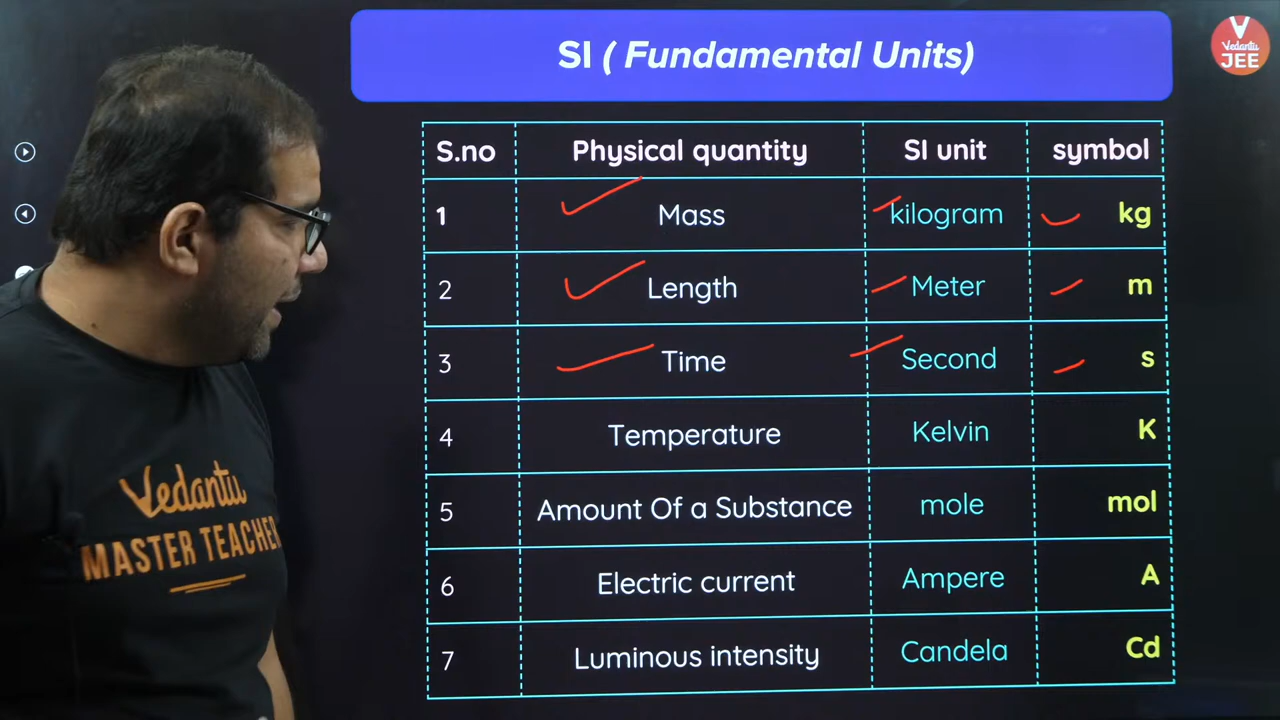 SI ( Fundamental Units)
V
Vedantu
JEE
S.no Physical quantity SI unit symbol
1 Mass kilogram kg
2 Length Meter m
3 Time Second s
4 Temperature Kelvin K
5 Amount Of a Substance mole mol
6 Electric current Ampere A
7 Luminous intensity Candela Cd
Vedantu
MASTER TEACHER